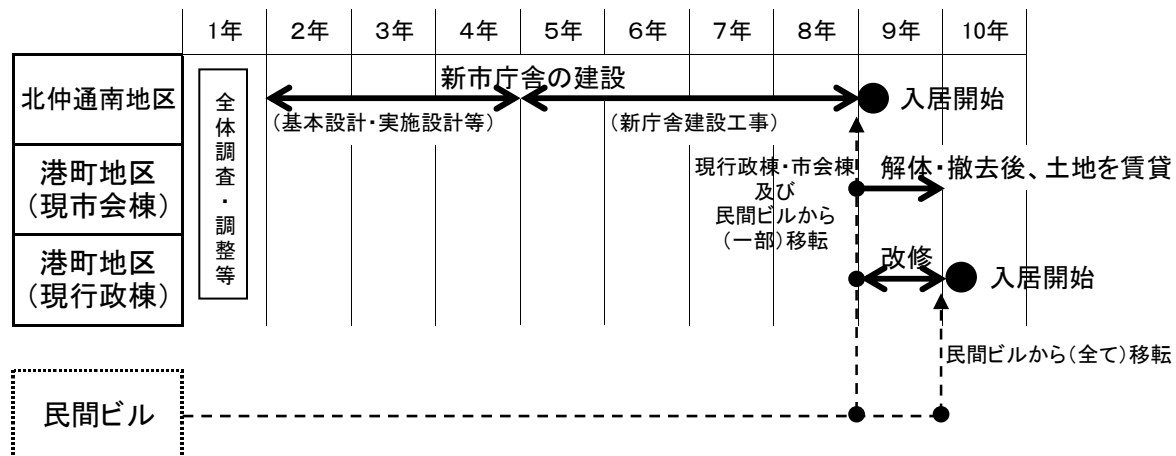 1年 2年 3年 4年 5年 6年 7年 8年 9年 10年
北仲通南地区
全体調査・調整等
新市庁舎の建設
(基本設計・実施設計等)
(新庁舎建設工事)
入居開始
港町地区
(現市会棟)
現行政棟・市会棟
及び
民間ビルから
(一部)移転
解体・撤去後、土地を賃貸
港町地区
(現行政棟)
改修
入居開始
民間ビルから(全て)移転
民間ビル